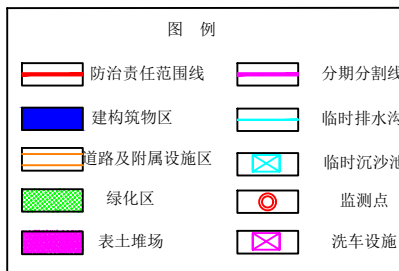 图 例
防治责任范围线 分期分割线
建构筑物区 临时排水沟
道路及附属设施区 临时沉沙池
绿化区 监测点
表土堆场 洗车设施